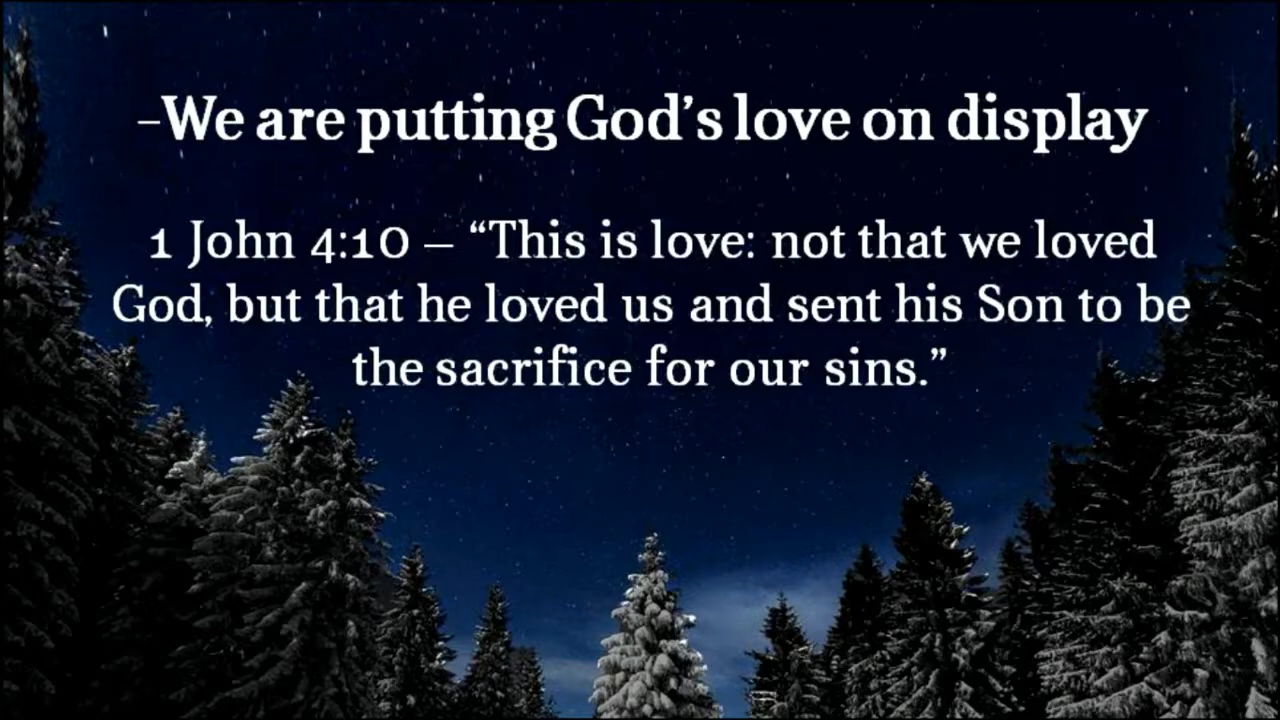 –We are putting God’s love on display
1 John 4:10 – “This is love: not that we loved
God, but that he loved us and sent his Son to be
the sacrifice for our sins.”